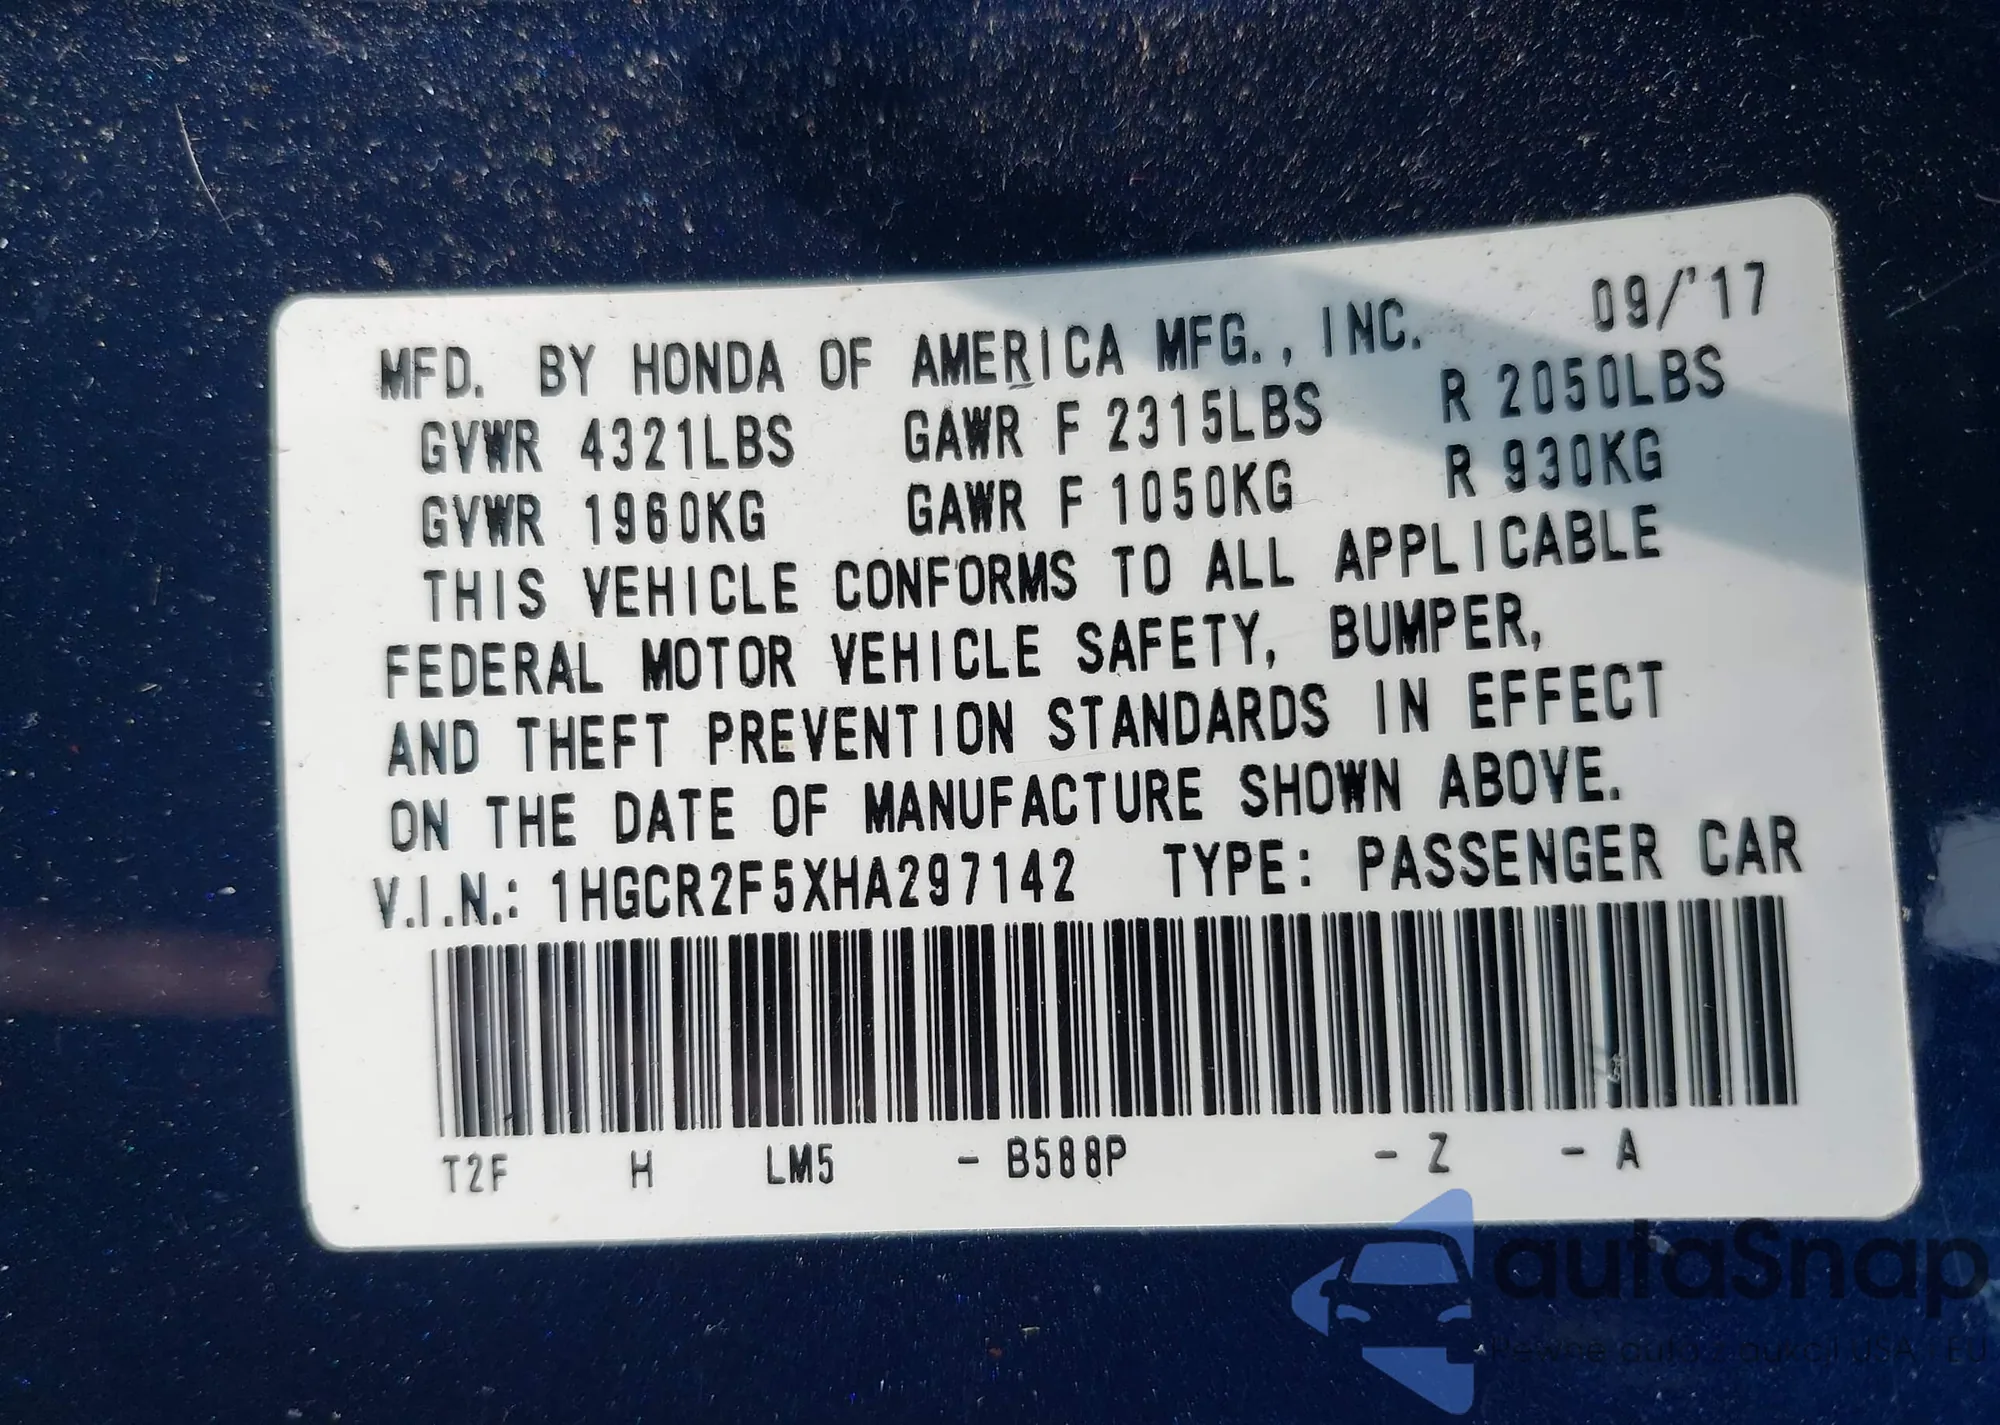 MFD. BY HONDA OF AMERICA MFG., INC. 09/'17
GVWR 4321LBS GAWR F 2315LBS R 2050LBS
GVWR 1960KG GAWR F 1050KG R 930KG
THIS VEHICLE CONFORMS TO ALL APPLICABLE
FEDERAL MOTOR VEHICLE SAFETY, BUMPER,
AND THEFT PREVENTION STANDARDS IN EFFECT
ON THE DATE OF MANUFACTURE SHOWN ABOVE.
V.I.N.: 1HGCR2F5XHA297142 TYPE: PASSENGER CAR
T2F H LM5 - B588P - Z - A
autaSnap